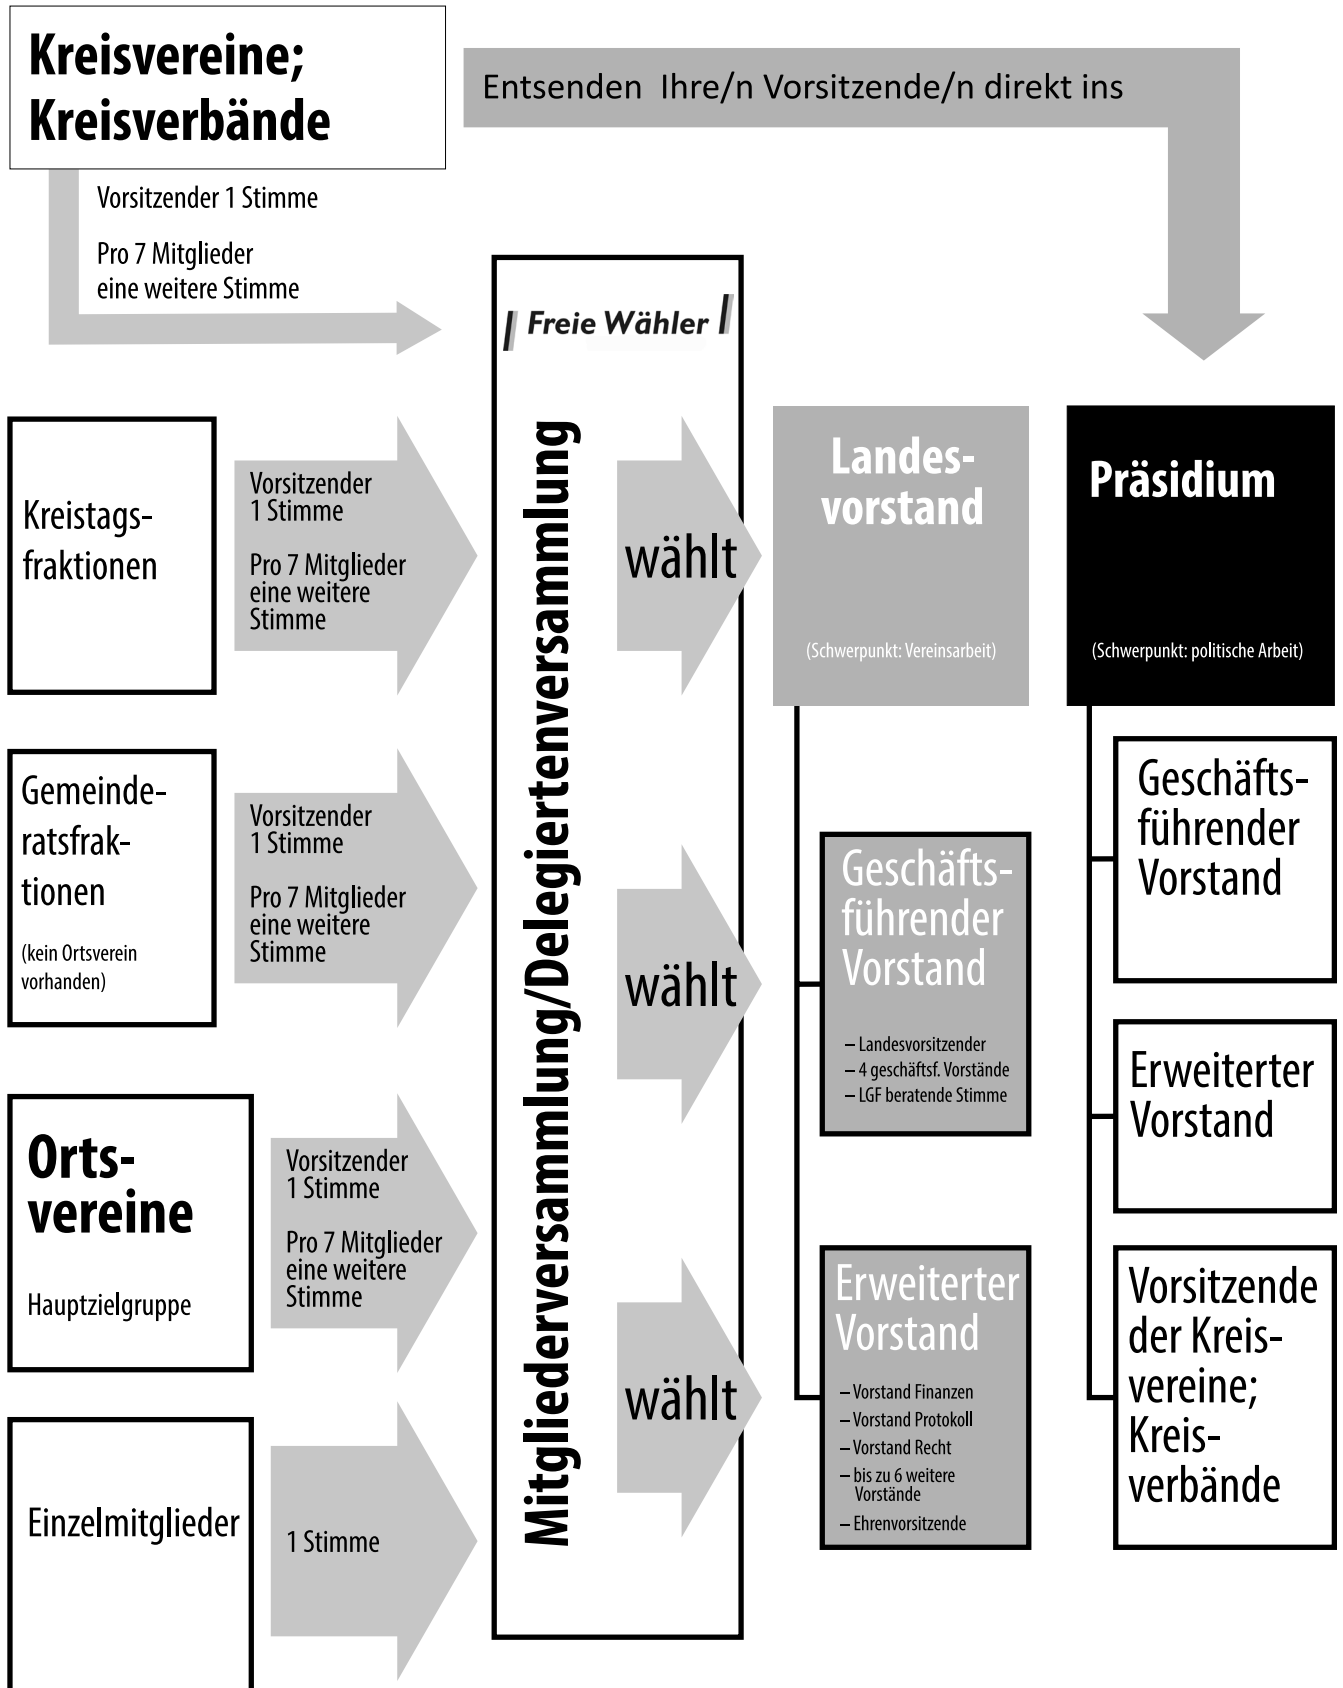 Kreisvereine;
Kreisverbände
Entsenden Ihre/n Vorsitzende/n direkt ins
Vorsitzender 1 Stimme
Pro 7 Mitglieder
eine weitere Stimme
Freie Wähler
Kreistags-
fraktionen
Vorsitzender
1 Stimme
Pro 7 Mitglieder
eine weitere
Stimme
Gemeinde-
ratsfrak-
tionen
(kein Ortsverein
vorhanden)
Vorsitzender
1 Stimme
Pro 7 Mitglieder
eine weitere
Stimme
Orts-
vereine
Hauptzielgruppe
Vorsitzender
1 Stimme
Pro 7 Mitglieder
eine weitere
Stimme
Einzelmitglieder
1 Stimme
Mitgliederversammlung/Delegiertenversammlung
wählt
wählt
wählt
Landes-
vorstand
(Schwerpunkt: Vereinsarbeit)
Geschäfts-
führender
Vorstand
– Landesvorsitzender
– 4 geschäftsf. Vorstände
– LGF beratende Stimme
Erweiterter
Vorstand
– Vorstand Finanzen
– Vorstand Protokoll
– Vorstand Recht
– bis zu 6 weitere
Vorstände
– Ehrenvorsitzende
Präsidium
(Schwerpunkt: politische Arbeit)
Geschäfts-
führender
Vorstand
Erweiterter
Vorstand
Vorsitzende
der Kreis-
vereine;
Kreis-
verbände